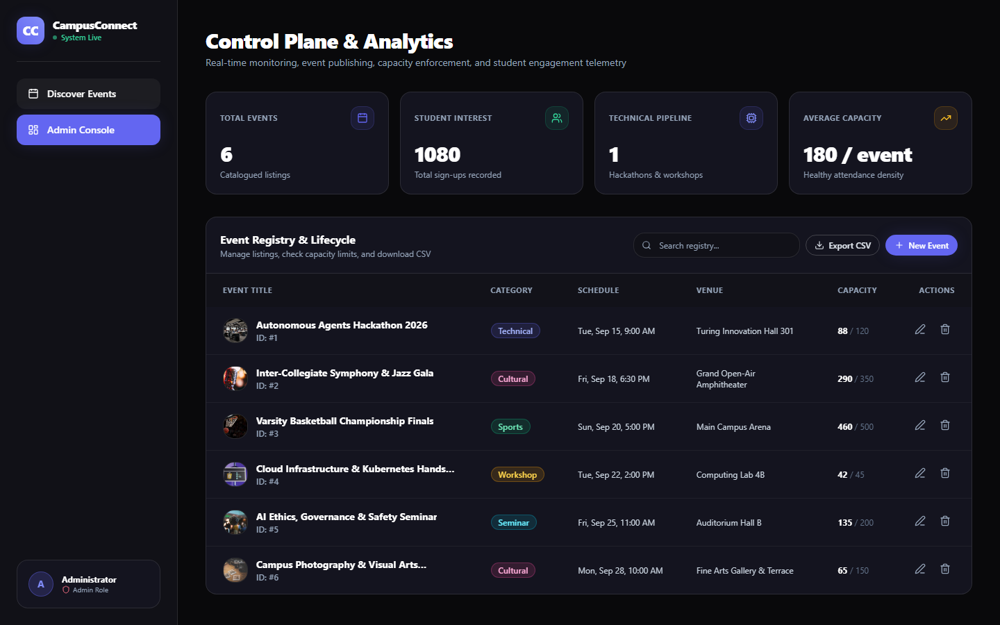 CC
CampusConnect
System Live
Discover Events
Admin Console
Control Plane & Analytics
Real-time monitoring, event publishing, capacity enforcement, and student engagement telemetry
TOTAL EVENTS
6
Catalogued listings
STUDENT INTEREST
1080
Total sign-ups recorded
TECHNICAL PIPELINE
1
Hackathons & workshops
AVERAGE CAPACITY
180 / event
Healthy attendance density
Event Registry & Lifecycle
Manage listings, check capacity limits, and download CSV
Search registry...
Export CSV
New Event
EVENT TITLE CATEGORY SCHEDULE VENUE CAPACITY ACTIONS
Autonomous Agents Hackathon 2026
ID: #1
Technical
Tue, Sep 15, 9:00 AM
Turing Innovation Hall 301
88 / 120
Inter-Collegiate Symphony & Jazz Gala
ID: #2
Cultural
Fri, Sep 18, 6:30 PM
Grand Open-Air
Amphitheater
290 / 350
Varsity Basketball Championship Finals
ID: #3
Sports
Sun, Sep 20, 5:00 PM
Main Campus Arena
460 / 500
Cloud Infrastructure & Kubernetes Hands...
ID: #4
Workshop
Tue, Sep 22, 2:00 PM
Computing Lab 4B
42 / 45
AI Ethics, Governance & Safety Seminar
ID: #5
Seminar
Fri, Sep 25, 11:00 AM
Auditorium Hall B
135 / 200
Campus Photography & Visual Arts...
ID: #6
Cultural
Mon, Sep 28, 10:00 AM
Fine Arts Gallery & Terrace
65 / 150
A
Administrator
Admin Role